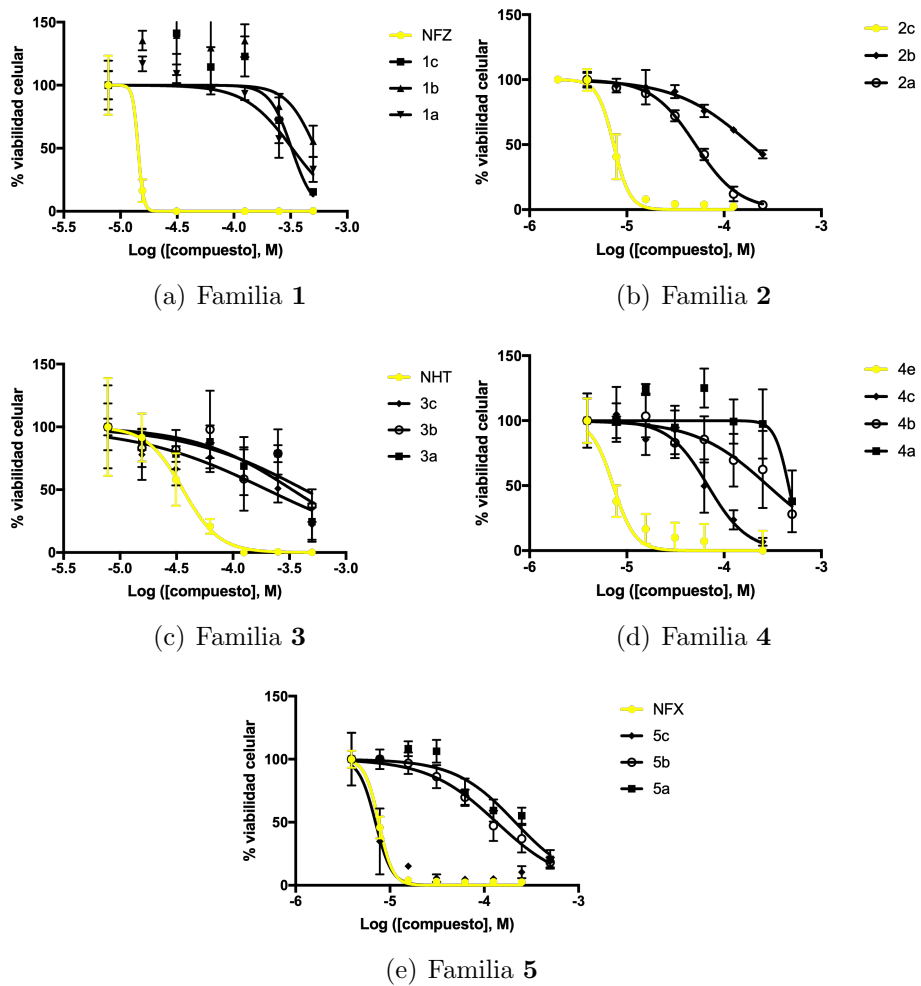 150
100
50
0
% viabilidad celular
-5.5
-5.0
-4.5
-4.0
-3.5
-3.0
Log ([compuesto], M)
NFZ
1c
1b
1a
(a) Familia 1
150
100
50
0
% viabilidad celular
-6
-5
-4
-3
Log ([compuesto], M)
2c
2b
2a
(b) Familia 2
150
100
50
0
% viabilidad celular
-5.5
-5.0
-4.5
-4.0
-3.5
-3.0
Log ([compuesto], M)
NHT
3c
3b
3a
(c) Familia 3
150
100
50
0
% viabilidad celular
-6
-5
-4
-3
Log ([compuesto], M)
4e
4c
4b
4a
(d) Familia 4
150
100
50
0
% viabilidad celular
-6
-5
-4
-3
Log ([compuesto], M)
NFX
5c
5b
5a
(e) Familia 5